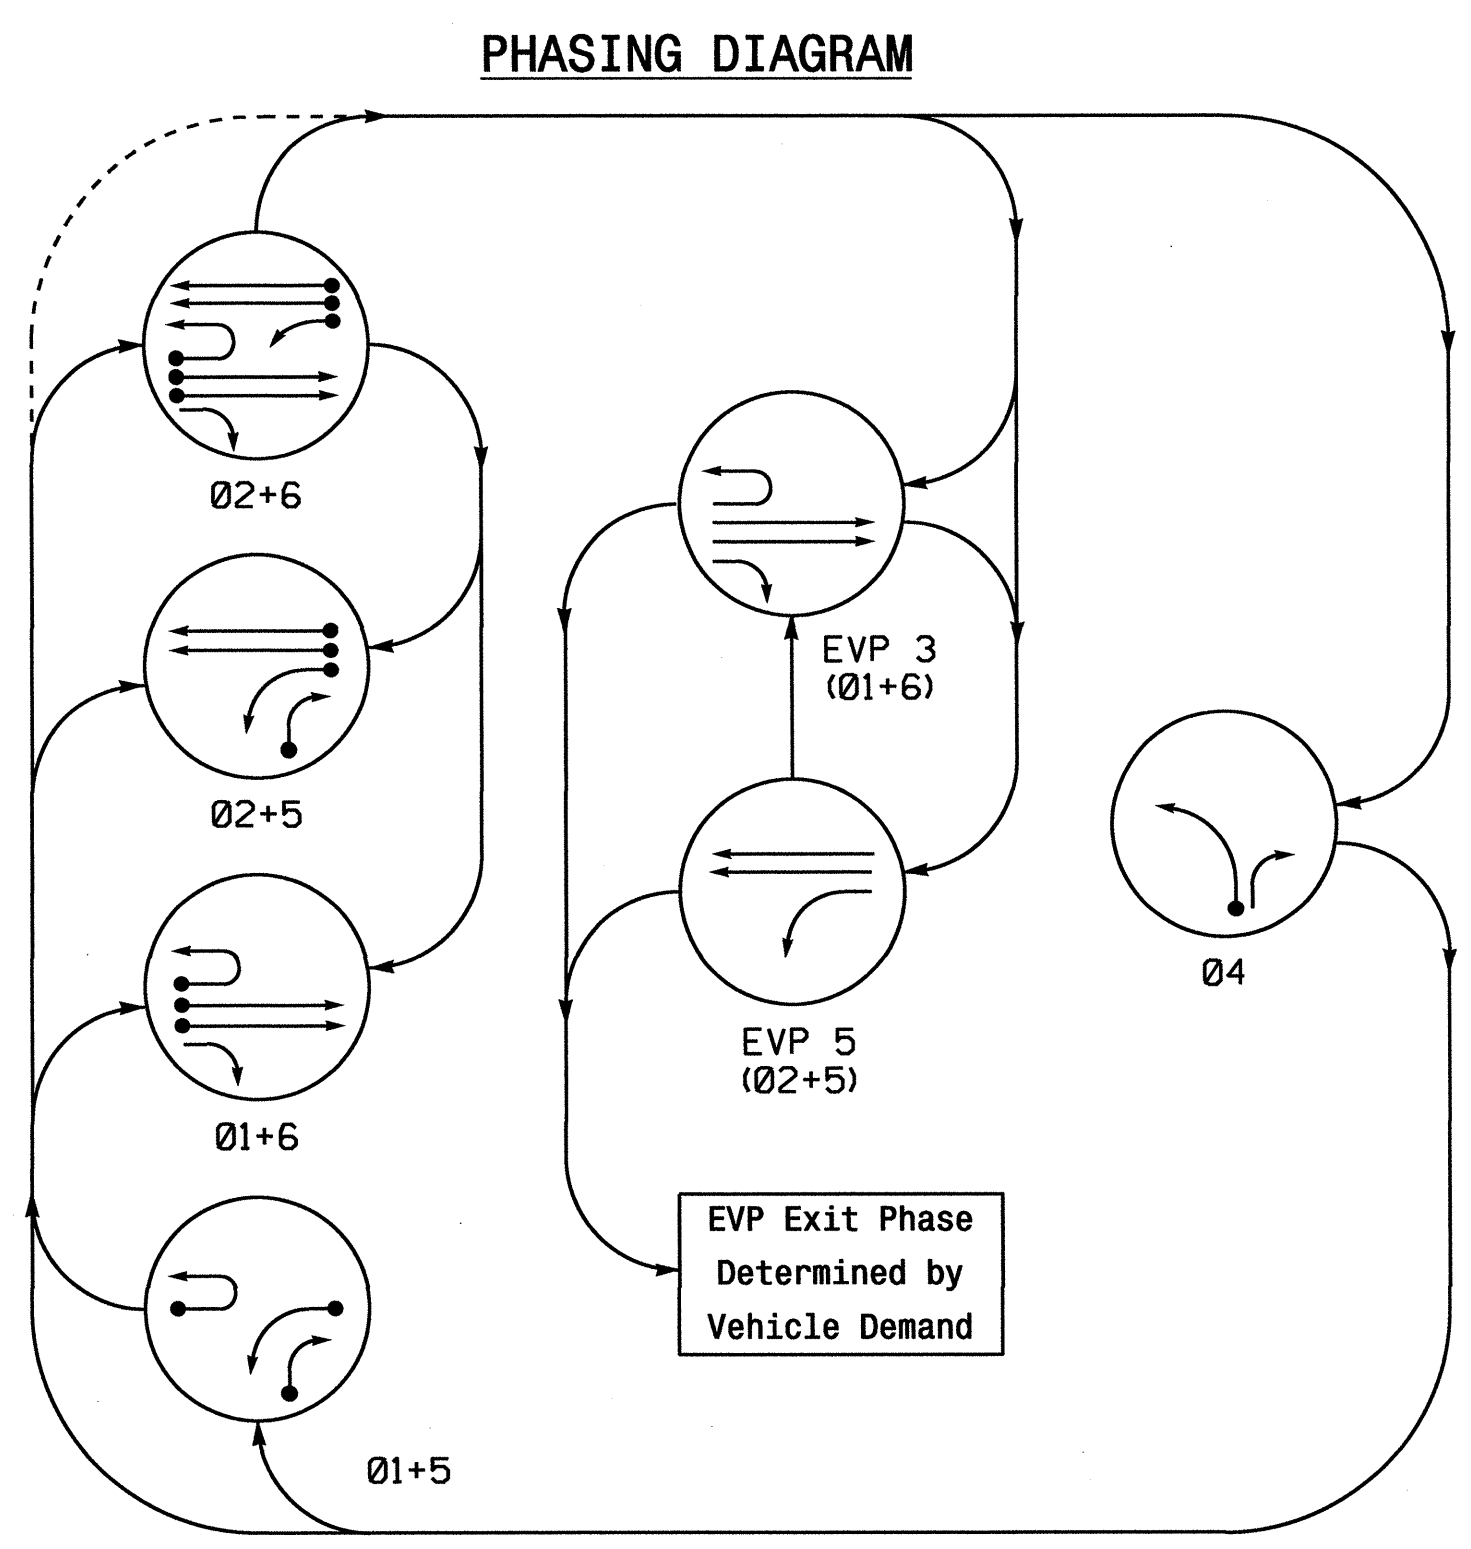 PHASING DIAGRAM
Ø2+6
Ø2+5
Ø1+6
Ø1+5
EVP 3
(Ø1+6)
EVP 5
(Ø2+5)
EVP Exit Phase
Determined by
Vehicle Demand
Ø4